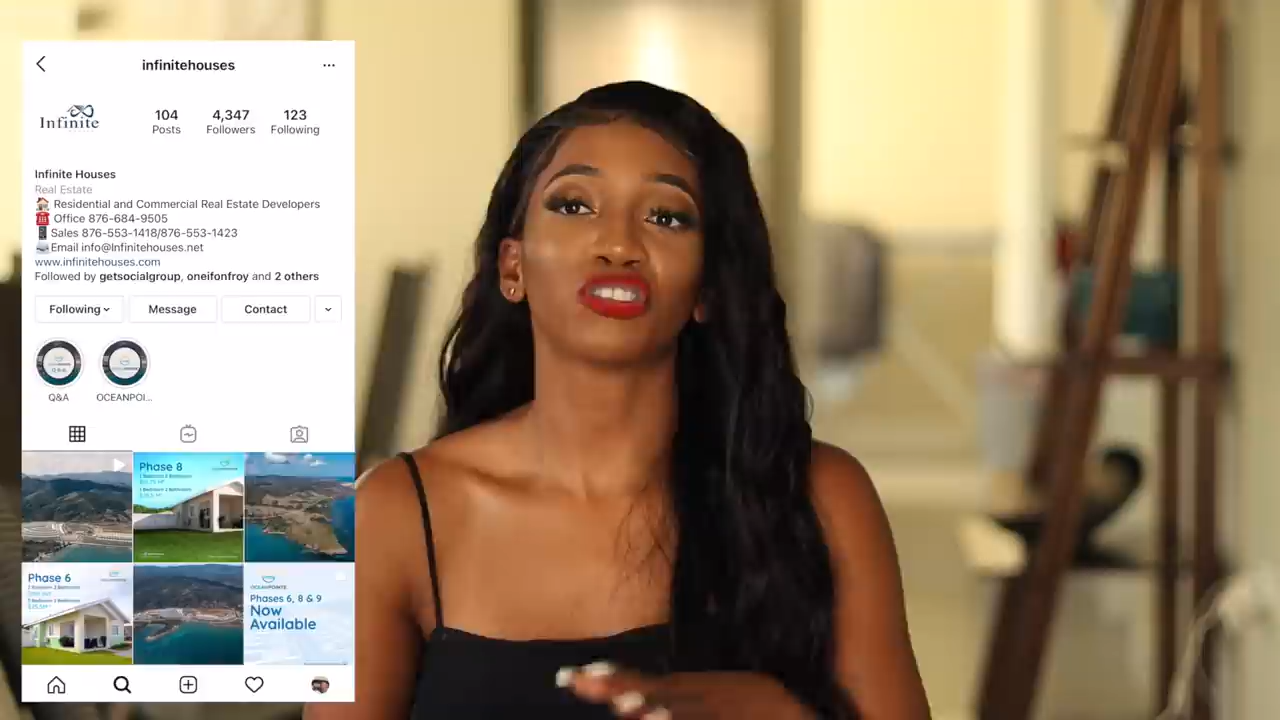 infinitehouses
Infinite
104
4,347
123
Posts
Followers
Following
Infinite Houses
Real Estate
Residential and Commercial Real Estate Developers
Office 876-684-9505
Sales 876-553-1418/876-553-1423
Email info@Infinitehouses.net
www.infinitehouses.com
Followed by getsocialgroup, oneifonfroy and 2 others
Following
Message
Contact
Q&A
OCEANPOI...
Phase 8
Phase 6
OCEANPOINTE
Phases 6, 8 & 9
Now
Available